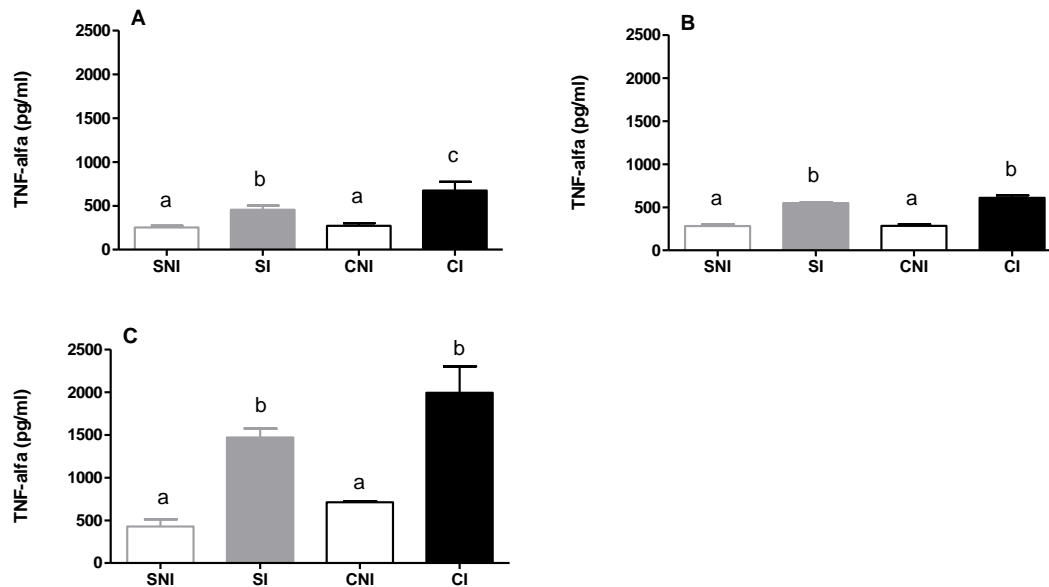 A
TNF-alfa (pg/ml)
2500
2000
1500
1000
500
0
a
b
a
c
SNI
SI
CNI
CI
B
TNF-alfa (pg/ml)
2500
2000
1500
1000
500
0
a
b
a
b
SNI
SI
CNI
CI
C
TNF-alfa (pg/ml)
2500
2000
1500
1000
500
0
a
b
a
b
SNI
SI
CNI
CI